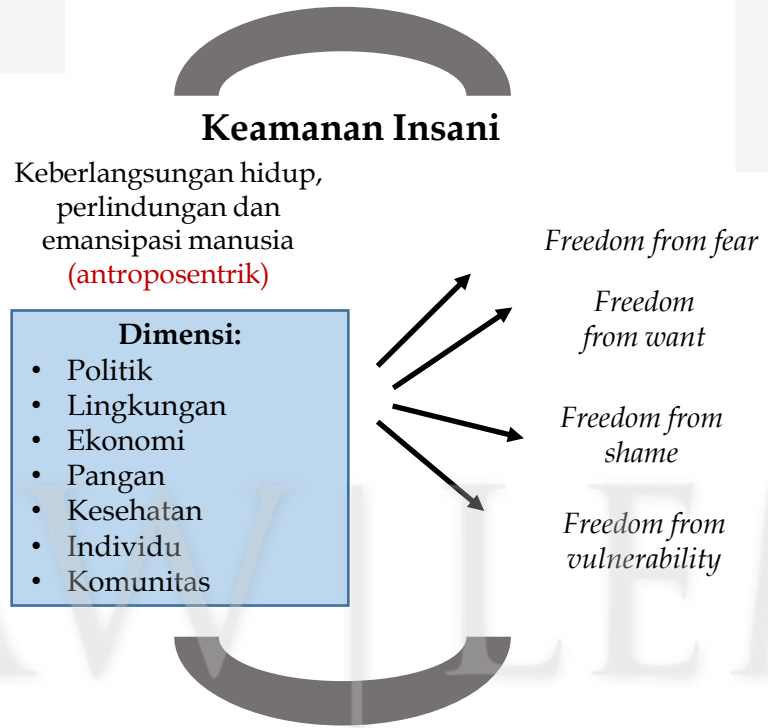 Keamanan Insani
Keberlangsungan hidup,
perlindungan dan
emansipasi manusia
(antroposentrik)
Dimensi:
• Politik
• Lingkungan
• Ekonomi
• Pangan
• Kesehatan
• Individu
• Komunitas
Freedom from fear
Freedom
from want
Freedom from
shame
Freedom from
vulnerability